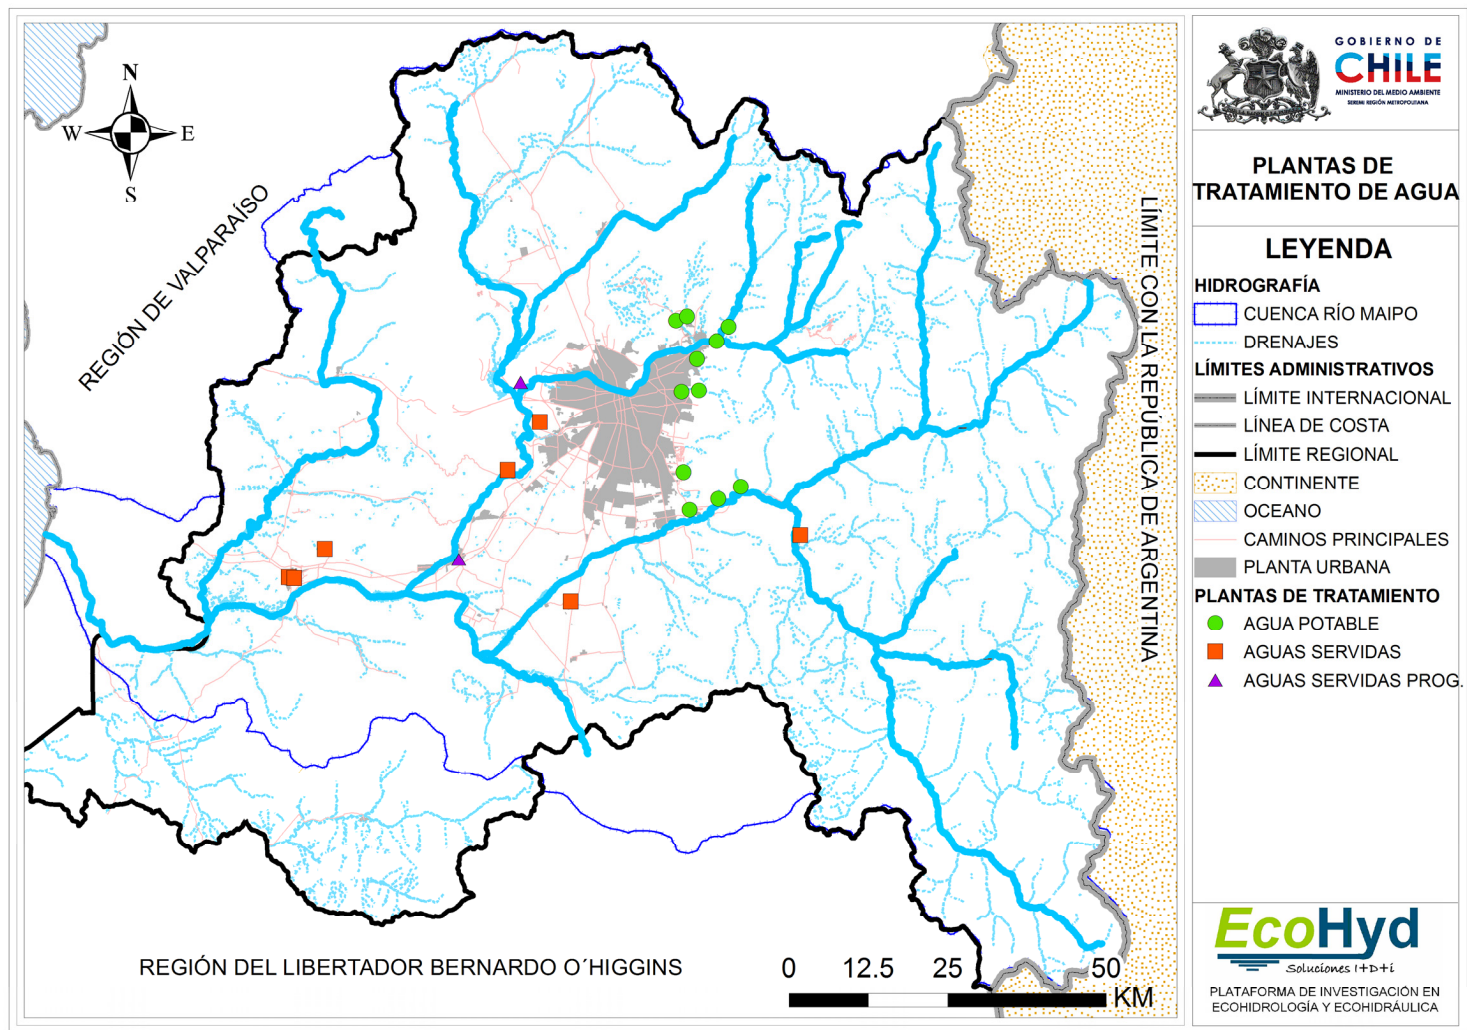 N
W
E
S
REGIÓN DE VALPARAÍSO
LÍMITE CON LA REPÚBLICA DE ARGENTINA
REGIÓN DEL LIBERTADOR BERNARDO O´HIGGINS
0 12.5 25 50
KM
GOBIERNO DE
CHILE
MINISTERIO DEL MEDIO AMBIENTE
SEREMI REGIÓN METROPOLITANA
PLANTAS DE
TRATAMIENTO DE AGUA
LEYENDA
HIDROGRAFÍA
CUENCA RÍO MAIPO
DRENAJES
LÍMITES ADMINISTRATIVOS
LÍMITE INTERNACIONAL
LÍNEA DE COSTA
LÍMITE REGIONAL
CONTINENTE
OCEANO
CAMINOS PRINCIPALES
PLANTA URBANA
PLANTAS DE TRATAMIENTO
AGUA POTABLE
AGUAS SERVIDAS
AGUAS SERVIDAS PROG.
EcoHyd
Soluciones I+D+i
PLATAFORMA DE INVESTIGACIÓN EN
ECOHIDROLOGÍA Y ECOHIDRÁULICA